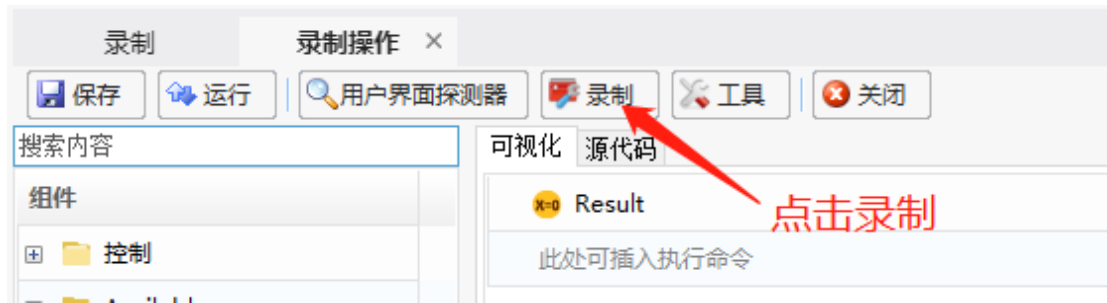 录制 录制操作 ×
保存 运行 用户界面探测器 录制 工具 关闭
搜索内容 可视化 源代码
组件 x=0 Result 点击录制
控制 此处可插入执行命令